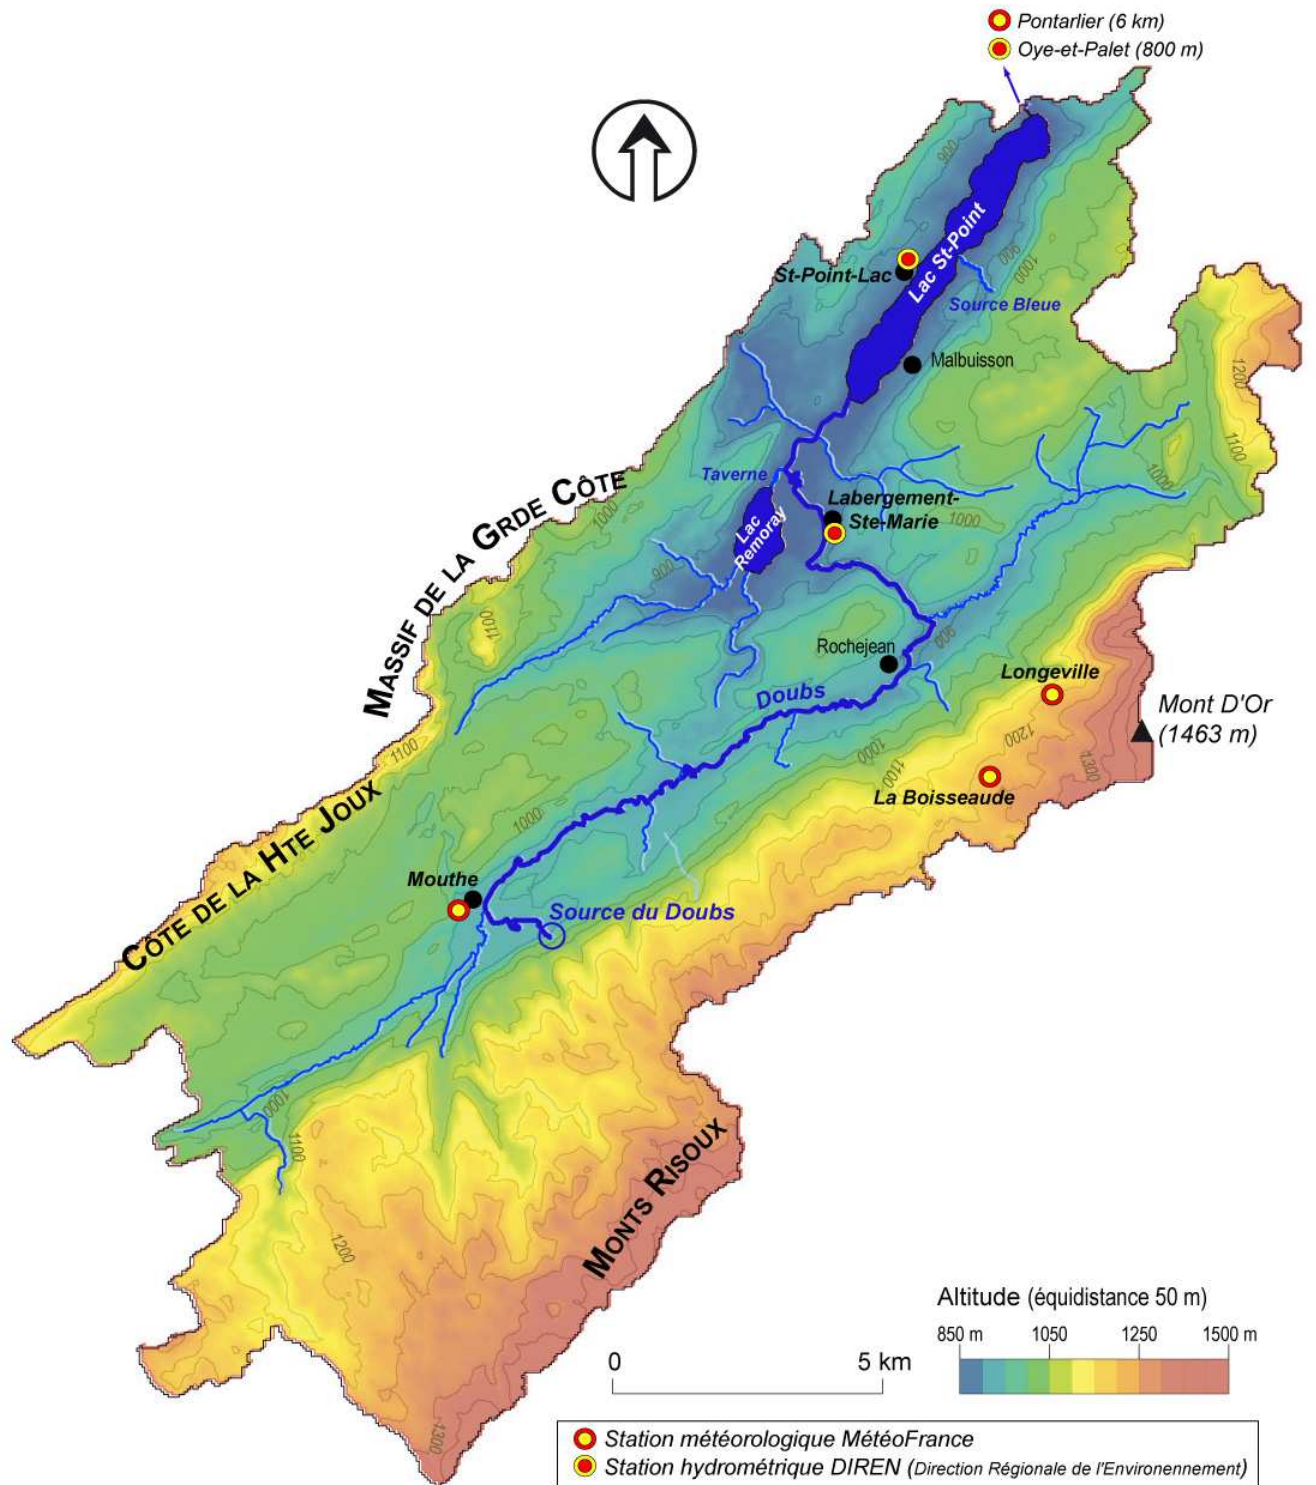 Pontarlier (6 km)
Oye-et-Palet (800 m)
900
Lac St-Point
St-Point-Lac
900
1000
Source Bleue
Malbuisson
1200
1100
Taverne
Labergement-
Ste-Marie
1000
1000
Lac
Remoray
1000
900
1100
MASSIF DE LA GRDE CÔTE
Rochejean
900
Longeville
Doubs
Mont D'Or
(1463 m)
1200
1100
1000
1100
1300
La Boisseaude
CÔTE DE LA HTE JOUX
1000
Mouthe
Source du Doubs
1000
1100
MONTS RISOUX
1200
1300
Altitude (équidistance 50 m)
850 m 1050 1250 1500 m
0 5 km
Station météorologique MétéoFrance
Station hydrométrique DIREN (Direction Régionale de l'Environennement)